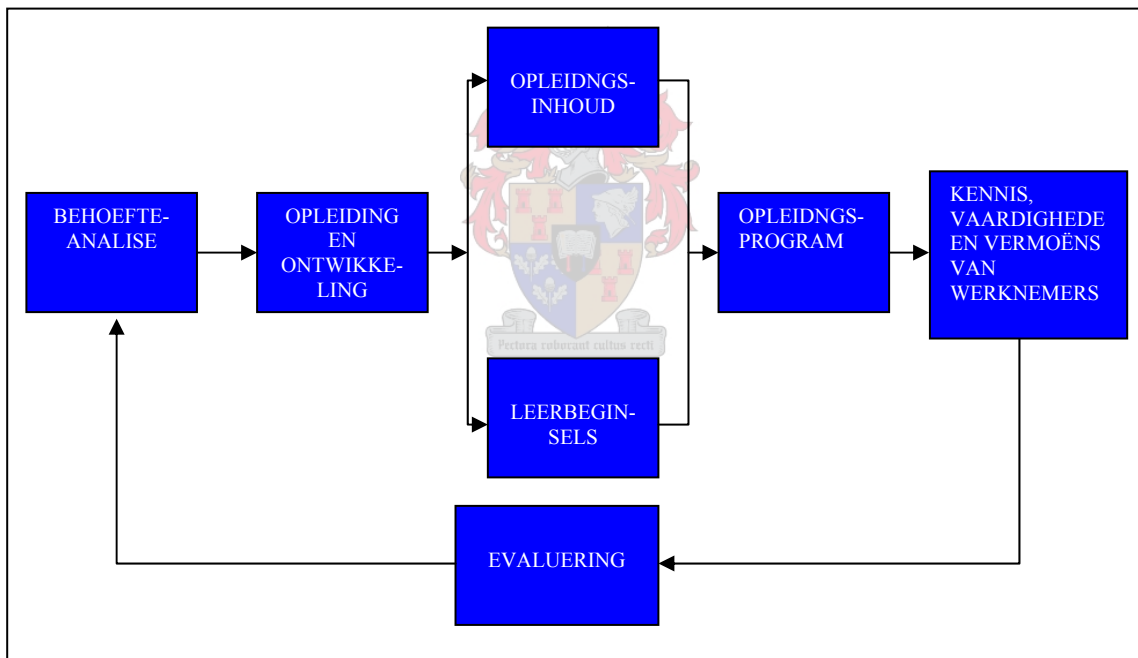 OPLEIDNGS-
INHOUD
BEHOEFTE-
ANALISE
OPLEIDING
EN
ONTWIKKE-
LING
OPLEIDNGS-
PROGRAM
KENNIS,
VAARDIGHEDE
EN VERMOËNS
VAN
WERKNEMERS
Pectora roborant cultus recti
LEERBEGIN-
SELS
EVALUERING